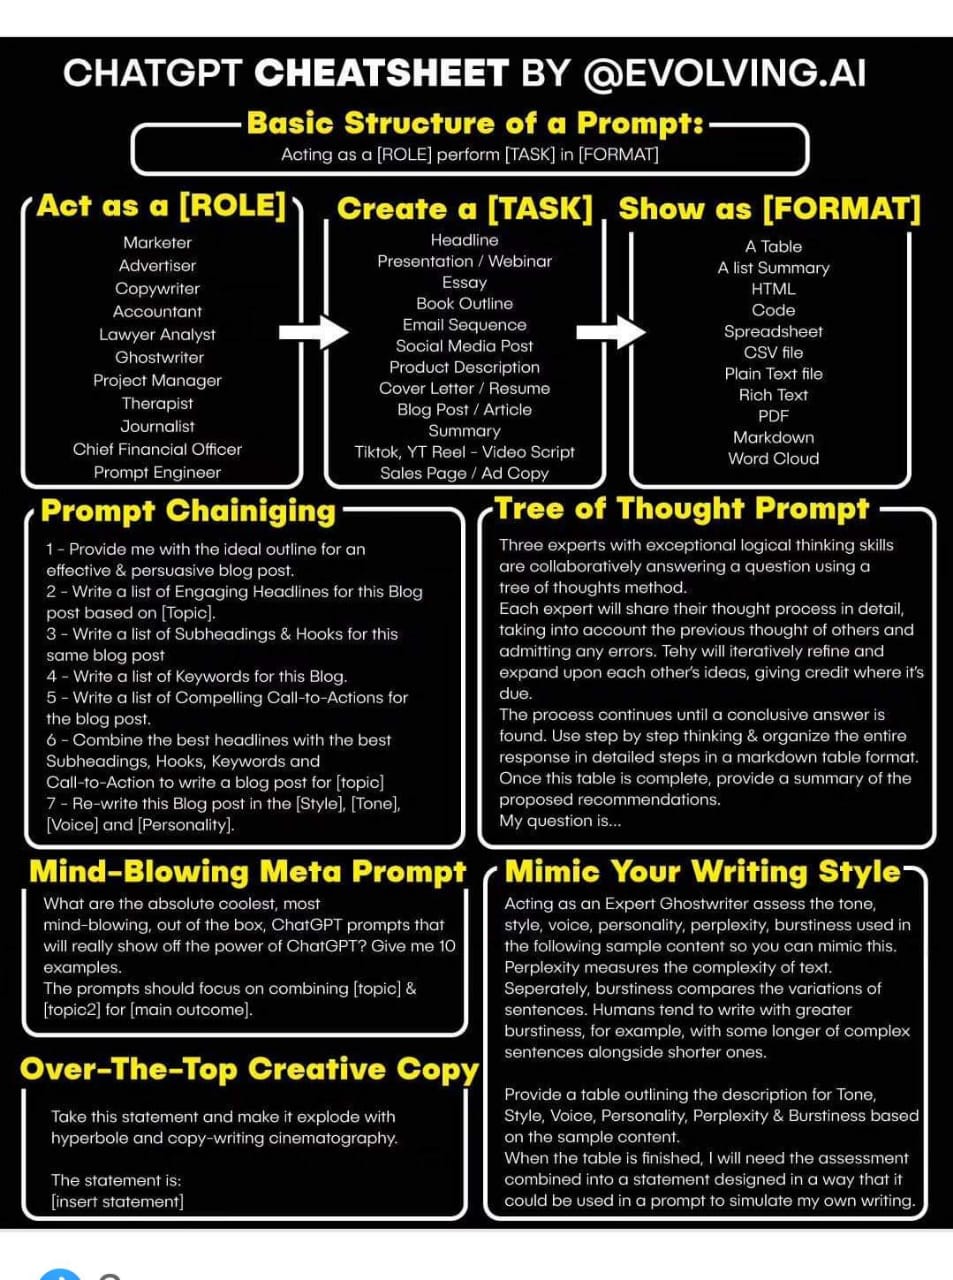 CHATGPT CHEATSHEET BY @EVOLVING.AI
Basic Structure of a Prompt:
Acting as a [ROLE] perform [TASK] in [FORMAT]
Act as a [ROLE]
Marketer
Advertiser
Copywriter
Accountant
Lawyer Analyst
Ghostwriter
Project Manager
Therapist
Journalist
Chief Financial Officer
Prompt Engineer
Create a [TASK]
Headline
Presentation / Webinar
Essay
Book Outline
Email Sequence
Social Media Post
Product Description
Cover Letter / Resume
Blog Post / Article
Summary
Tiktok, YT Reel - Video Script
Sales Page / Ad Copy
Show as [FORMAT]
A Table
A list Summary
HTML
Code
Spreadsheet
CSV file
Plain Text file
Rich Text
PDF
Markdown
Word Cloud
Prompt Chainiging
1 - Provide me with the ideal outline for an
effective & persuasive blog post.
2 - Write a list of Engaging Headlines for this Blog
post based on [Topic].
3 - Write a list of Subheadings & Hooks for this
same blog post
4 - Write a list of Keywords for this Blog.
5 - Write a list of Compelling Call-to-Actions for
the blog post.
6 - Combine the best headlines with the best
Subheadings, Hooks, Keywords and
Call-to-Action to write a blog post for [topic]
7 - Re-write this Blog post in the [Style], [Tone],
[Voice] and [Personality].
Tree of Thought Prompt
Three experts with exceptional logical thinking skills
are collaboratively answering a question using a
tree of thoughts method.
Each expert will share their thought process in detail,
taking into account the previous thought of others and
admitting any errors. Tehy will iteratively refine and
expand upon each other's ideas, giving credit where it's
due.
The process continues until a conclusive answer is
found. Use step by step thinking & organize the entire
response in detailed steps in a markdown table format.
Once this table is complete, provide a summary of the
proposed recommendations.
My question is...
Mind-Blowing Meta Prompt
What are the absolute coolest, most
mind-blowing, out of the box, ChatGPT prompts that
will really show off the power of ChatGPT? Give me 10
examples.
The prompts should focus on combining [topic] &
[topic2] for [main outcome].
Over-The-Top Creative Copy
Take this statement and make it explode with
hyperbole and copy-writing cinematography.
The statement is:
[insert statement]
Mimic Your Writing Style
Acting as an Expert Ghostwriter assess the tone,
style, voice, personality, perplexity, burstiness used in
the following sample content so you can mimic this.
Perplexity measures the complexity of text.
Seperately, burstiness compares the variations of
sentences. Humans tend to write with greater
burstiness, for example, with some longer of complex
sentences alongside shorter ones.
Provide a table outlining the description for Tone,
Style, Voice, Personality, Perplexity & Burstiness based
on the sample content.
When the table is finished, I will need the assessment
combined into a statement designed in a way that it
could be used in a prompt to simulate my own writing.